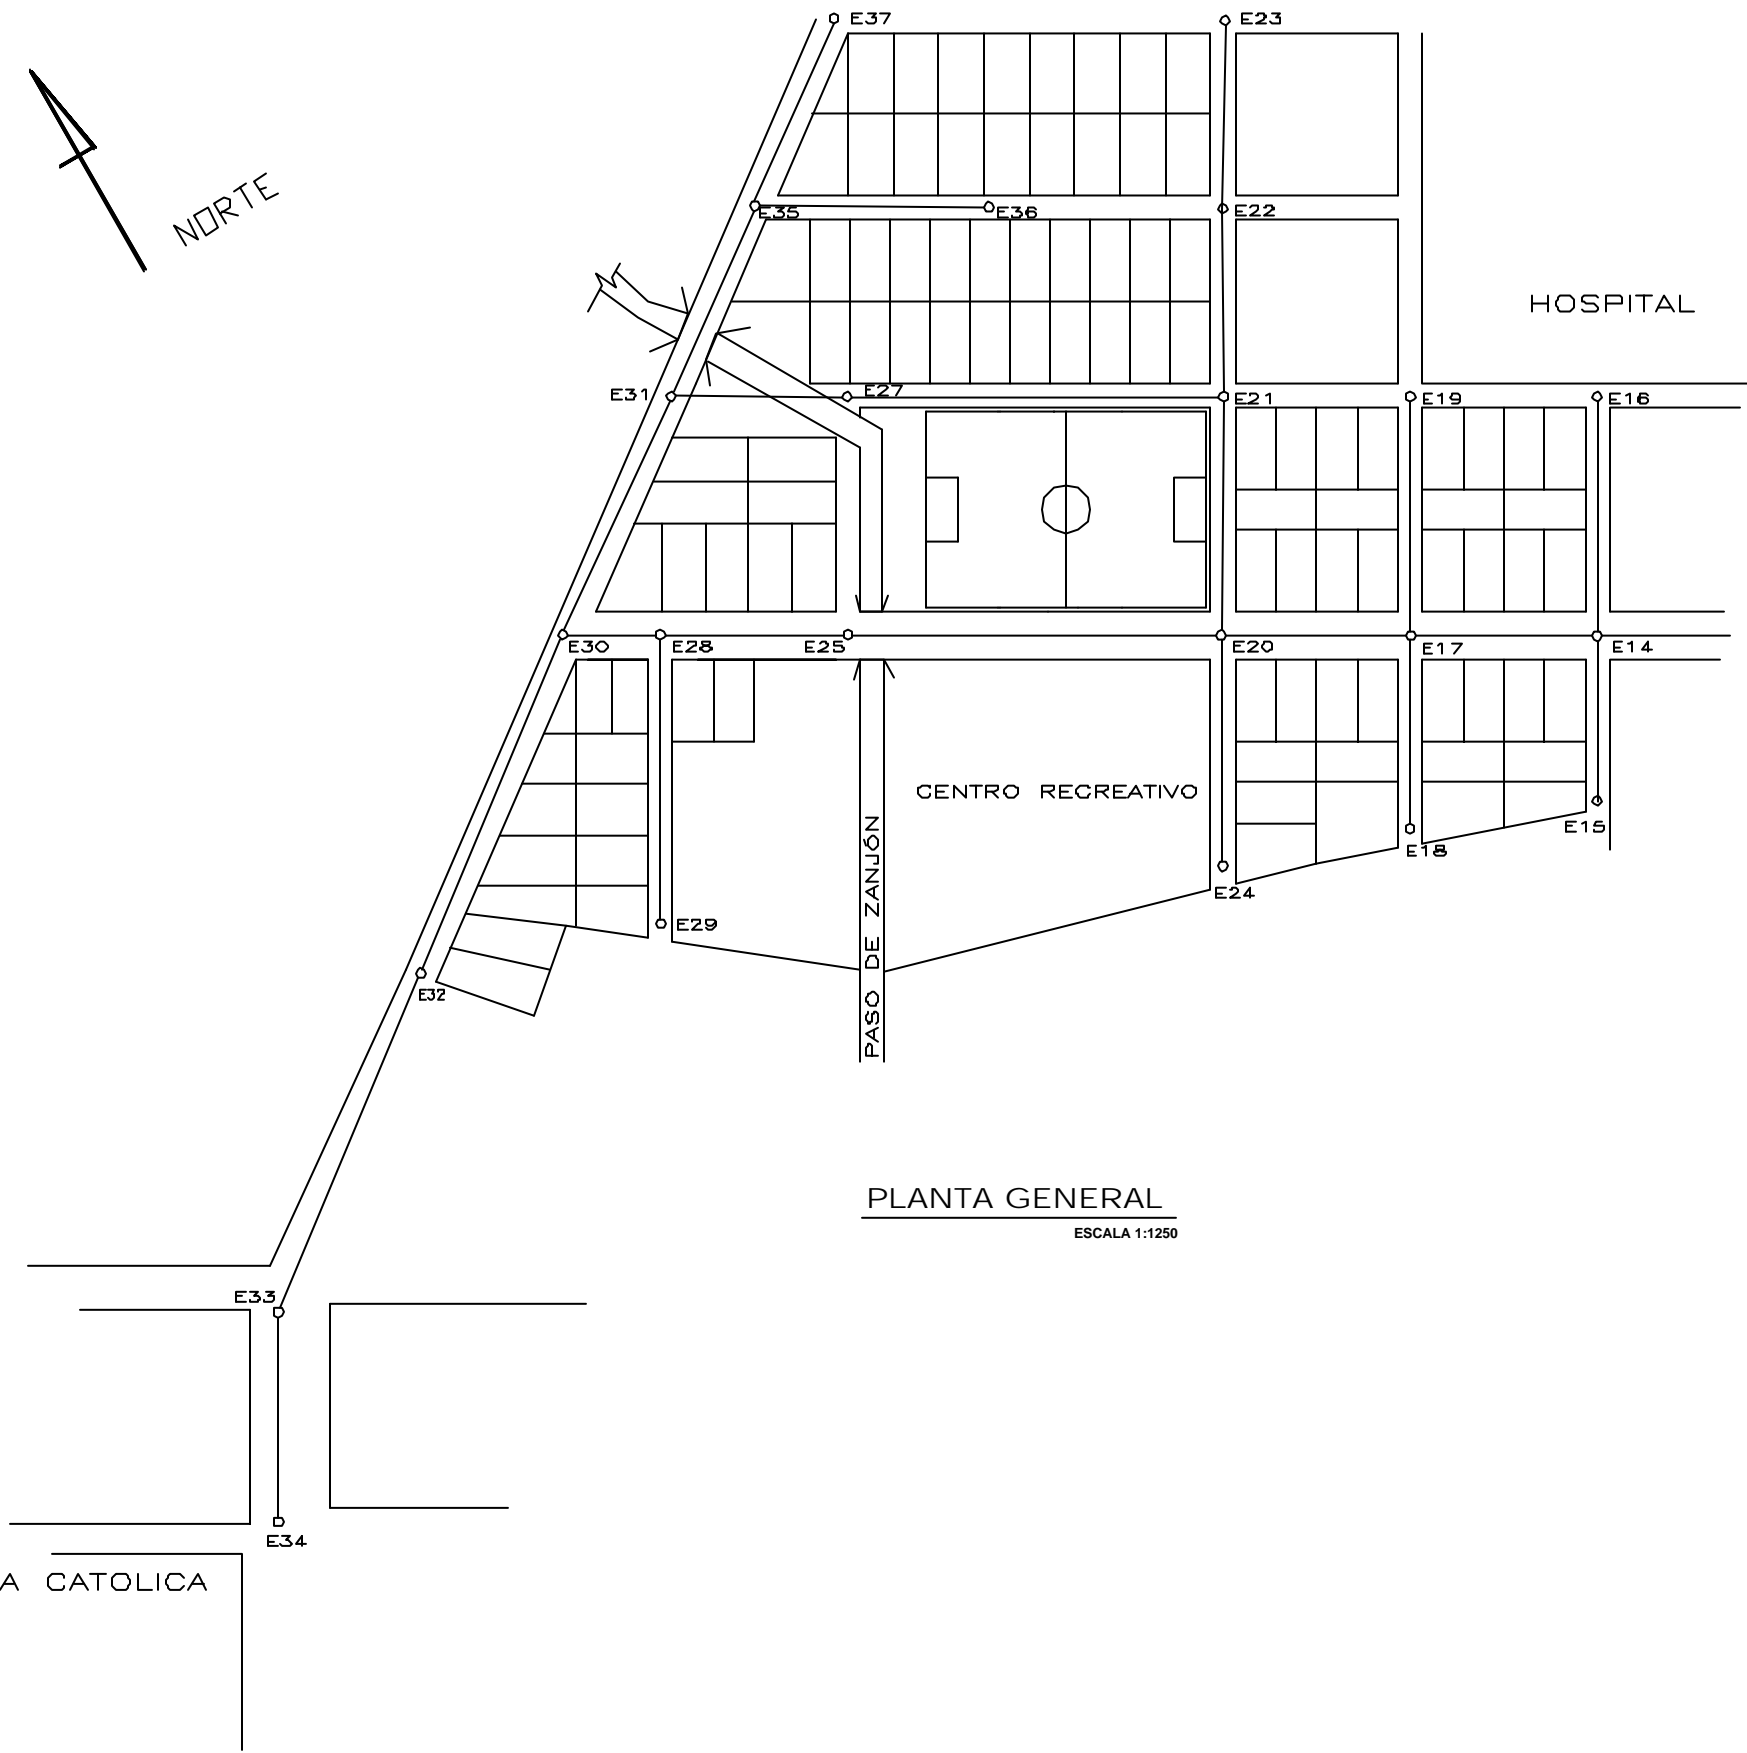 E37
E23
NORTE
E35
E36
E22
HOSPITAL
E31
E27
E21
E19
E16
E30
E28
E25
E20
E17
E14
CENTRO RECREATIVO
PASO DE ZANJÓN
E15
E18
E24
E29
E32
PLANTA GENERAL
ESCALA 1:1250
E33
E34
A CATOLICA